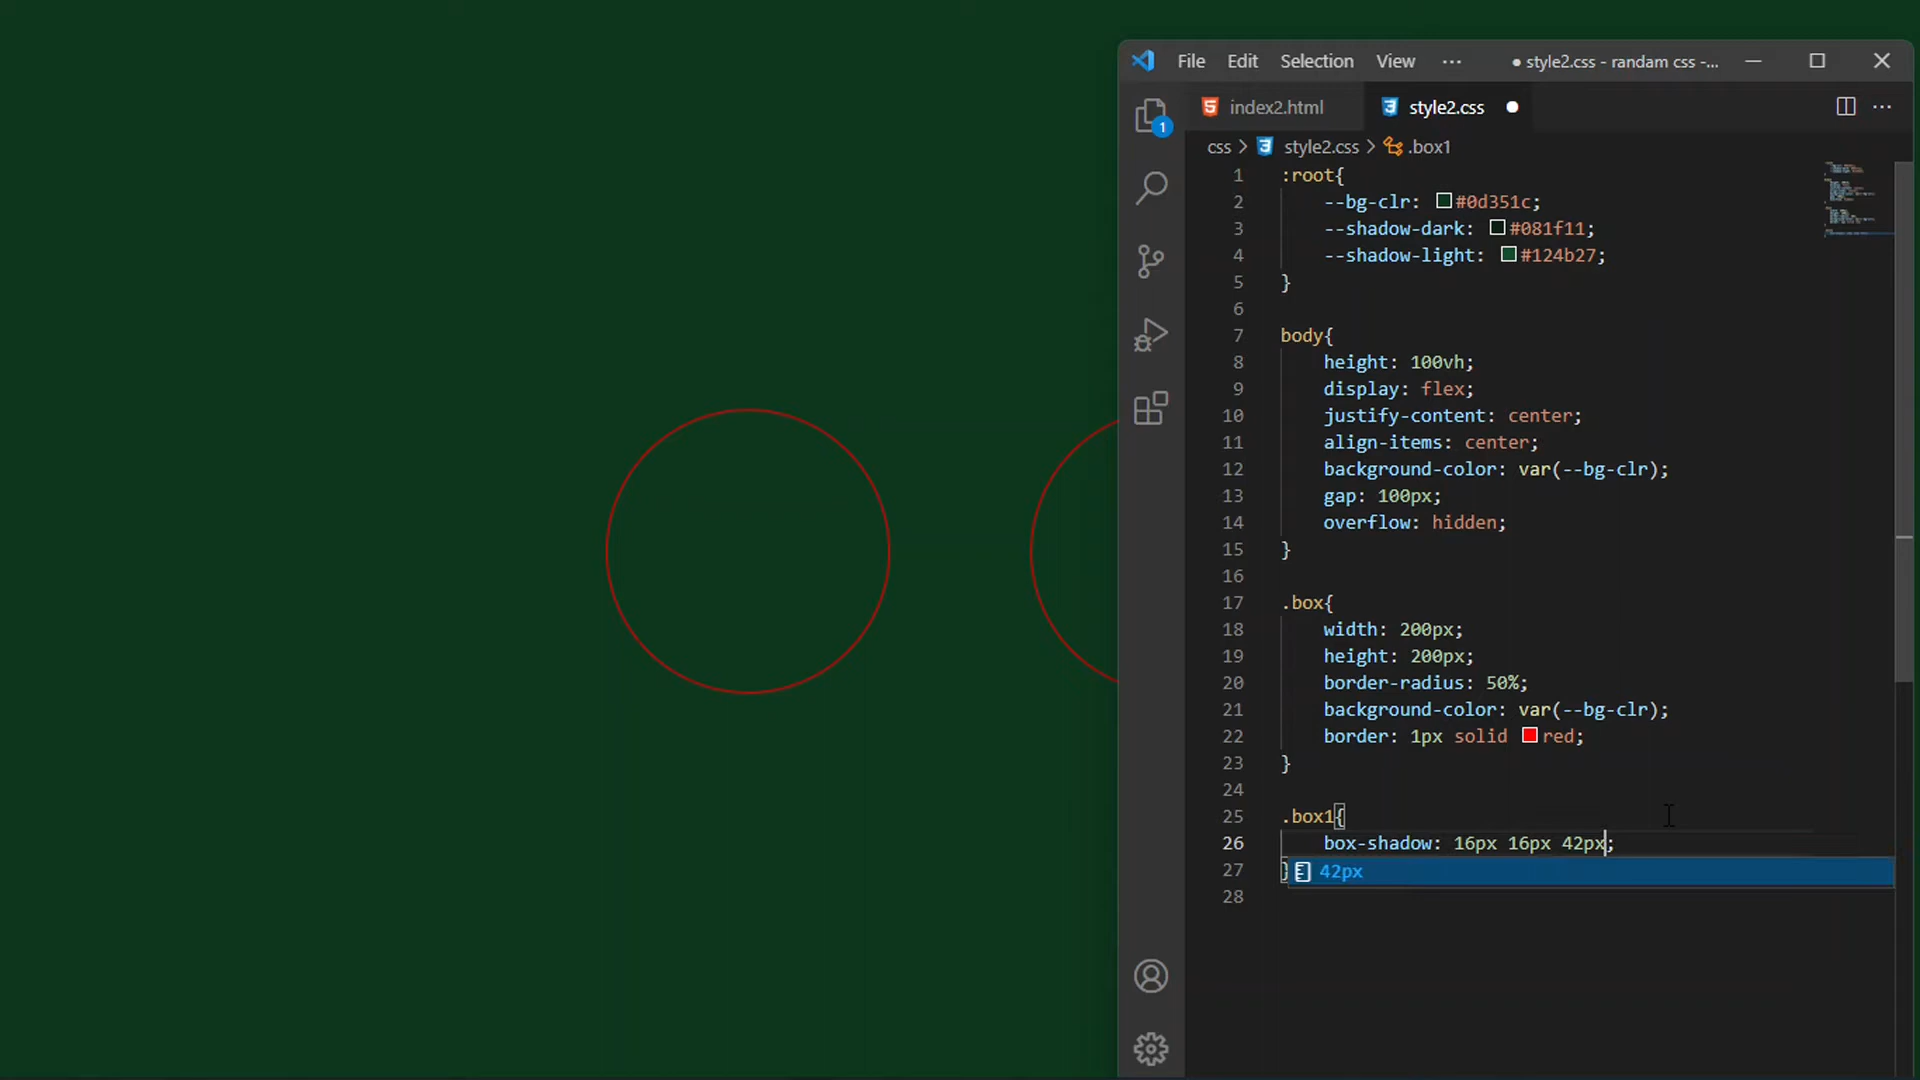 File Edit Selection View ··· ● style2.css - randam css -...
index2.html style2.css
1
css > style2.css > .box1
1 :root{
2 --bg-clr: #0d351c;
3 --shadow-dark: #081f11;
4 --shadow-light: #124b27;
5 }
6
7 body{
8 height: 100vh;
9 display: flex;
10 justify-content: center;
11 align-items: center;
12 background-color: var(--bg-clr);
13 gap: 100px;
14 overflow: hidden;
15 }
16
17 .box{
18 width: 200px;
19 height: 200px;
20 border-radius: 50%;
21 background-color: var(--bg-clr);
22 border: 1px solid red;
23 }
24
25 .box1{
26 box-shadow: 16px 16px 42px;
27 } 42px
28